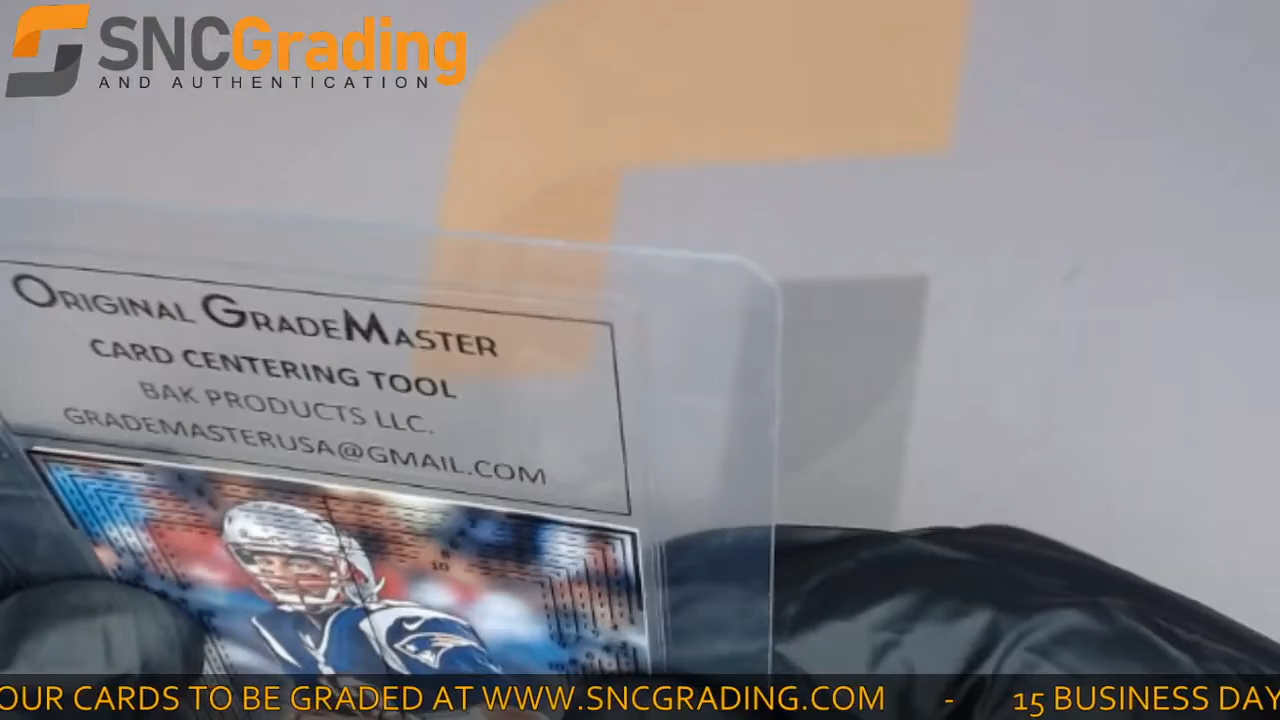 SNCGrading
AND AUTHENTICATION
ORIGINAL GRADEMASTER
CARD CENTERING TOOL
BAK PRODUCTS LLC.
GRADEMASTERUSA@GMAIL.COM
10
OUR CARDS TO BE GRADED AT WWW.SNCGRADING.COM - 15 BUSINESS DAY